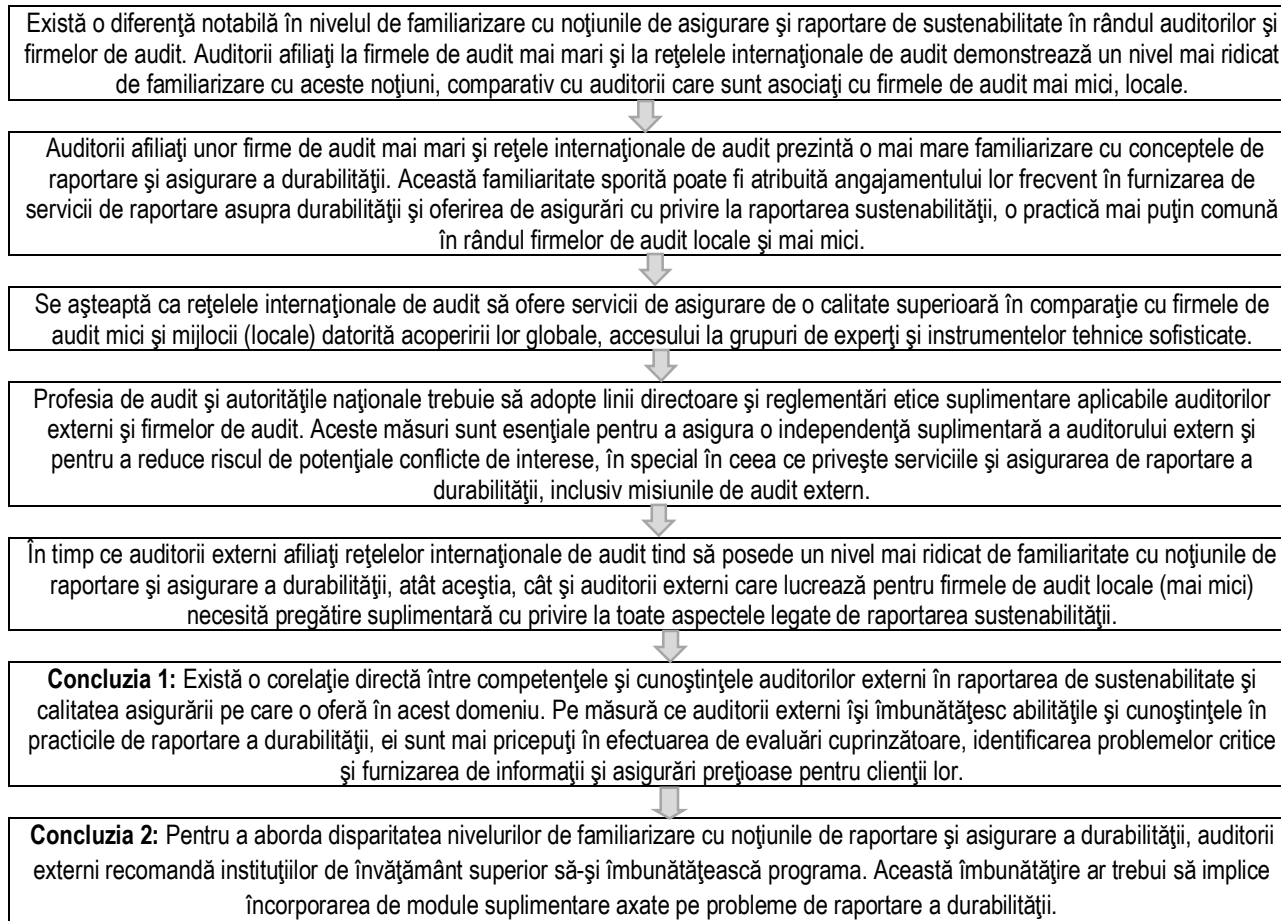 Există o diferenţă notabilă în nivelul de familiarizare cu noţiunile de asigurare şi raportare de sustenabilitate în rândul auditorilor şi
firmelor de audit. Auditorii afiliaţi la firmele de audit mai mari şi la reţelele internaţionale de audit demonstrează un nivel mai ridicat
de familiarizare cu aceste noţiuni, comparativ cu auditorii care sunt asociaţi cu firmele de audit mai mici, locale.
Auditorii afiliaţi unor firme de audit mai mari şi reţele internaţionale de audit prezintă o mai mare familiarizare cu conceptele de
raportare şi asigurare a durabilităţii. Această familiaritate sporită poate fi atribuită angajamentului lor frecvent în furnizarea de
servicii de raportare asupra durabilităţii şi oferirea de asigurări cu privire la raportarea sustenabilităţii, o practică mai puţin comună
în rândul firmelor de audit locale şi mai mici.
Se aşteaptă ca reţelele internaţionale de audit să ofere servicii de asigurare de o calitate superioară în comparaţie cu firmele de
audit mici şi mijlocii (locale) datorită acoperirii lor globale, accesului la grupuri de experţi şi instrumentelor tehnice sofisticate.
Profesia de audit şi autorităţile naţionale trebuie să adopte linii directoare şi reglementări etice suplimentare aplicabile auditorilor
externi şi firmelor de audit. Aceste măsuri sunt esenţiale pentru a asigura o independenţă suplimentară a auditorului extern şi
pentru a reduce riscul de potenţiale conflicte de interese, în special în ceea ce priveşte serviciile şi asigurarea de raportare a
durabilităţii, inclusiv misiunile de audit extern.
În timp ce auditorii externi afiliaţi reţelelor internaţionale de audit tind să posede un nivel mai ridicat de familiaritate cu noţiunile de
raportare şi asigurare a durabilităţii, atât aceştia, cât şi auditorii externi care lucrează pentru firmele de audit locale (mai mici)
necesită pregătire suplimentară cu privire la toate aspectele legate de raportarea sustenabilităţii.
Concluzia 1: Există o corelaţie directă între competenţele şi cunoştinţele auditorilor externi în raportarea de sustenabilitate şi
calitatea asigurării pe care o oferă în acest domeniu. Pe măsură ce auditorii externi îşi îmbunătăţesc abilităţile şi cunoştinţele în
practicile de raportare a durabilităţii, ei sunt mai pricepuţi în efectuarea de evaluări cuprinzătoare, identificarea problemelor critice
şi furnizarea de informaţii şi asigurări preţioase pentru clienţii lor.
Concluzia 2: Pentru a aborda disparitatea nivelurilor de familiarizare cu noţiunile de raportare şi asigurare a durabilităţii, auditorii
externi recomandă instituţiilor de învăţământ superior să-şi îmbunătăţească programa. Această îmbunătăţire ar trebui să implice
încorporarea de module suplimentare axate pe probleme de raportare a durabilităţii.